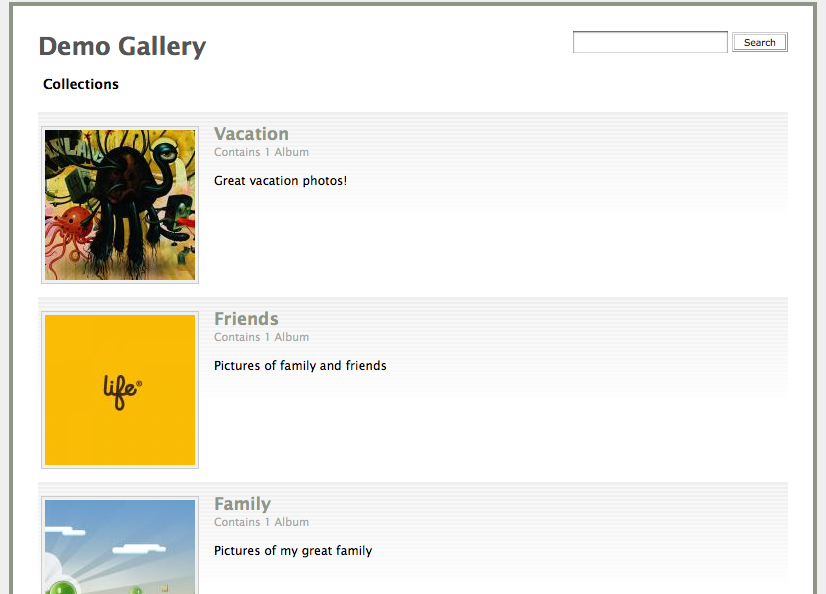 Demo Gallery
Search
Collections
Vacation
Contains 1 Album
Great vacation photos!
Friends
Contains 1 Album
Pictures of family and friends
life®
Family
Contains 1 Album
Pictures of my great family